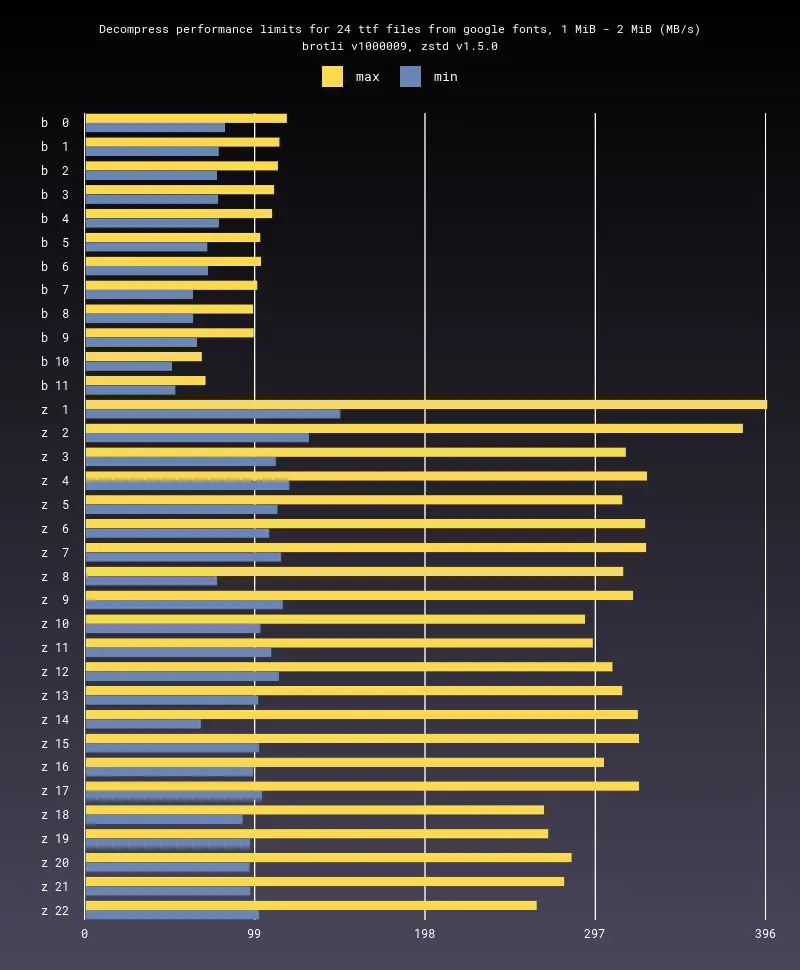 Decompress performance limits for 24 ttf files from google fonts, 1 MiB - 2 MiB (MB/s)
brotli v1000009, zstd v1.5.0
max min
b 0
b 1
b 2
b 3
b 4
b 5
b 6
b 7
b 8
b 9
b 10
b 11
z 1
z 2
z 3
z 4
z 5
z 6
z 7
z 8
z 9
z 10
z 11
z 12
z 13
z 14
z 15
z 16
z 17
z 18
z 19
z 20
z 21
z 22
0 99 198 297 396